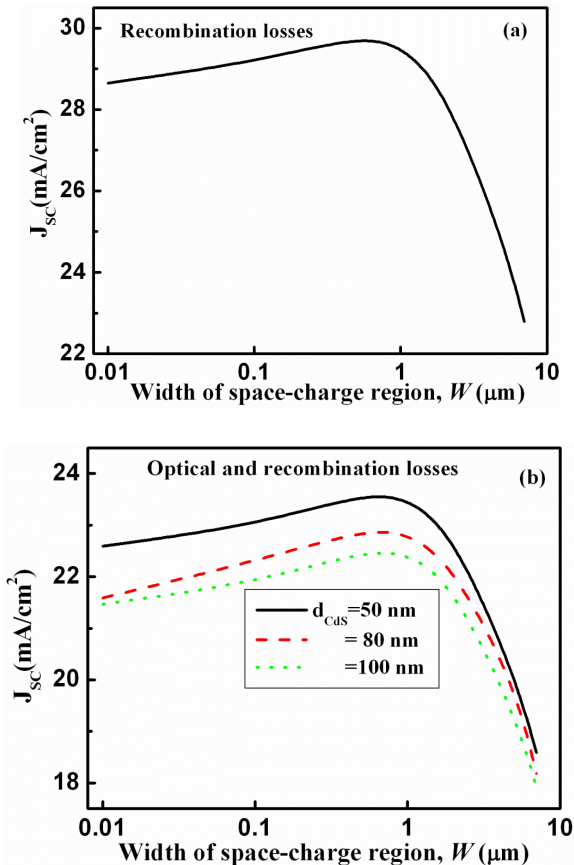 Recombination losses
(a)
30
28
26
24
22
J_SC(mA/cm²)
0.01 0.1 1 10
Width of space-charge region, W (μm)
Optical and recombination losses
(b)
24
22
20
18
J_SC(mA/cm²)
d_CdS=50 nm
= 80 nm
=100 nm
0.01 0.1 1 10
Width of space-charge region, W (μm)